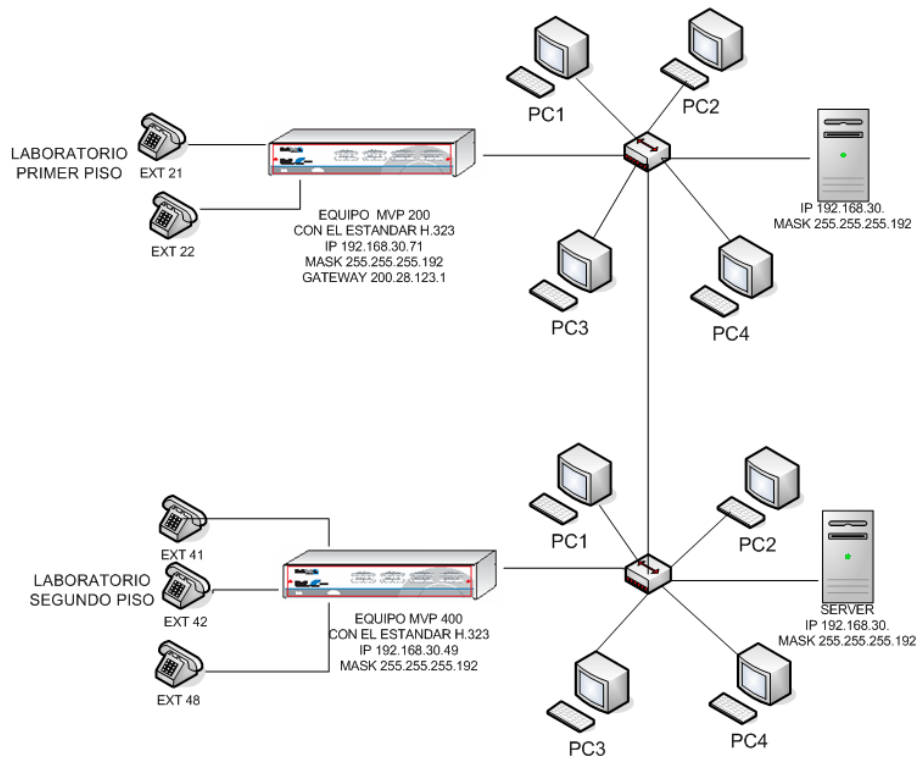 PC1
PC2
LABORATORIO
PRIMER PISO
EXT 21
EXT 22
EQUIPO MVP 200
CON EL ESTANDAR H.323
IP 192.168.30.71
MASK 255.255.255.192
GATEWAY 200.28.123.1
IP 192.168.30.
MASK 255.255.255.192
PC3
PC4
PC1
PC2
LABORATORIO
SEGUNDO PISO
EXT 41
EXT 42
EXT 48
EQUIPO MVP 400
CON EL ESTANDAR H.323
IP 192.168.30.49
MASK 255.255.255.192
SERVER
IP 192.168.30.
MASK 255.255.255.192
PC3
PC4